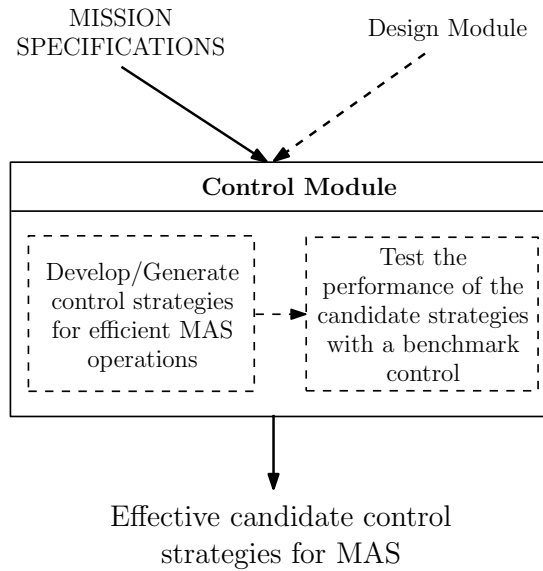 MISSION
SPECIFICATIONS
Design Module
Control Module
Develop/Generate
control strategies
for efficient MAS
operations
Test the
performance of the
candidate strategies
with a benchmark
control
Effective candidate control
strategies for MAS